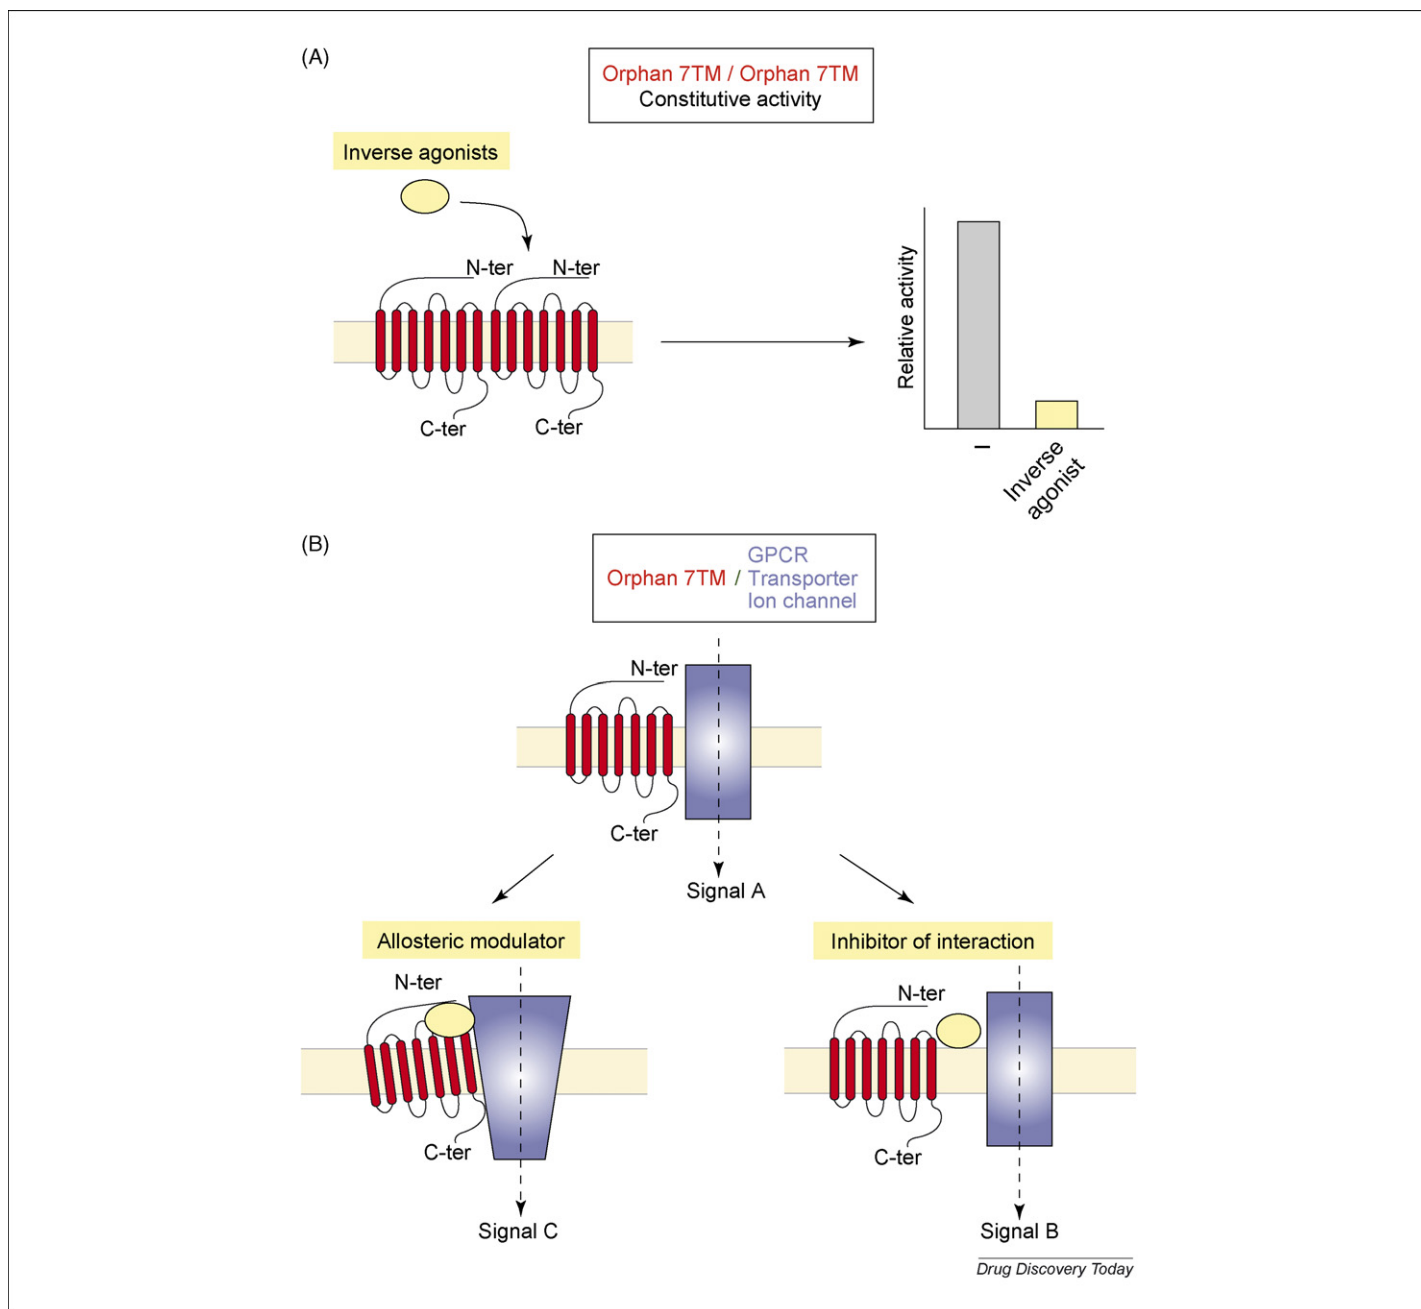 (A)
Orphan 7TM / Orphan 7TM
Constitutive activity
Inverse agonists
N-ter
N-ter
C-ter
C-ter
Relative activity
–
Inverse
agonist
(B)
GPCR
Orphan 7TM / Transporter
Ion channel
N-ter
C-ter
Signal A
Allosteric modulator
N-ter
C-ter
Signal C
Inhibitor of interaction
N-ter
C-ter
Signal B
Drug Discovery Today